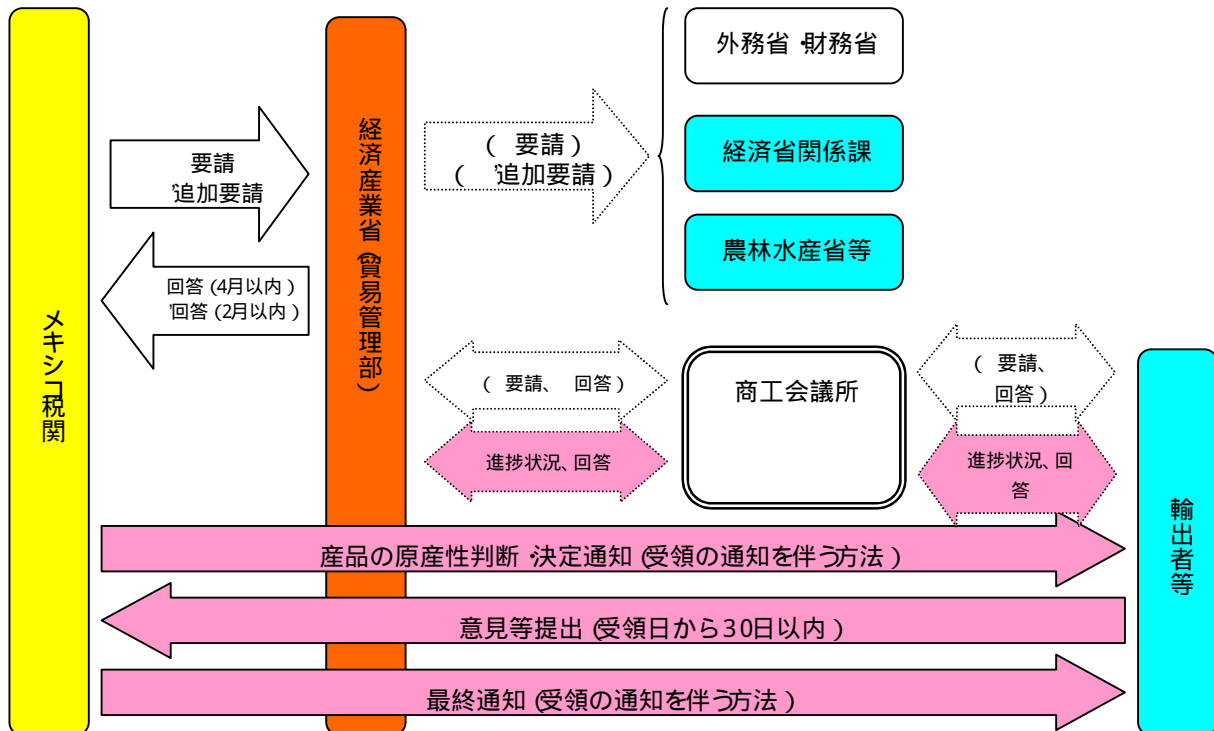 外務省・財務省
経済省関係課
農林水産省等
要請
'追加要請
回答(4月以内)
'回答(2月以内)
経済産業省(貿易管理部)
( 要請)
( '追加要請)
メキシコ税関
( 要請、 回答)
進捗状況、回答
商工会議所
( 要請、
回答)
進捗状況、回
答
輸出者等
産品の原産性判断・決定通知(受領の通知を伴う方法)
意見等提出(受領日から30日以内)
最終通知(受領の通知を伴う方法)